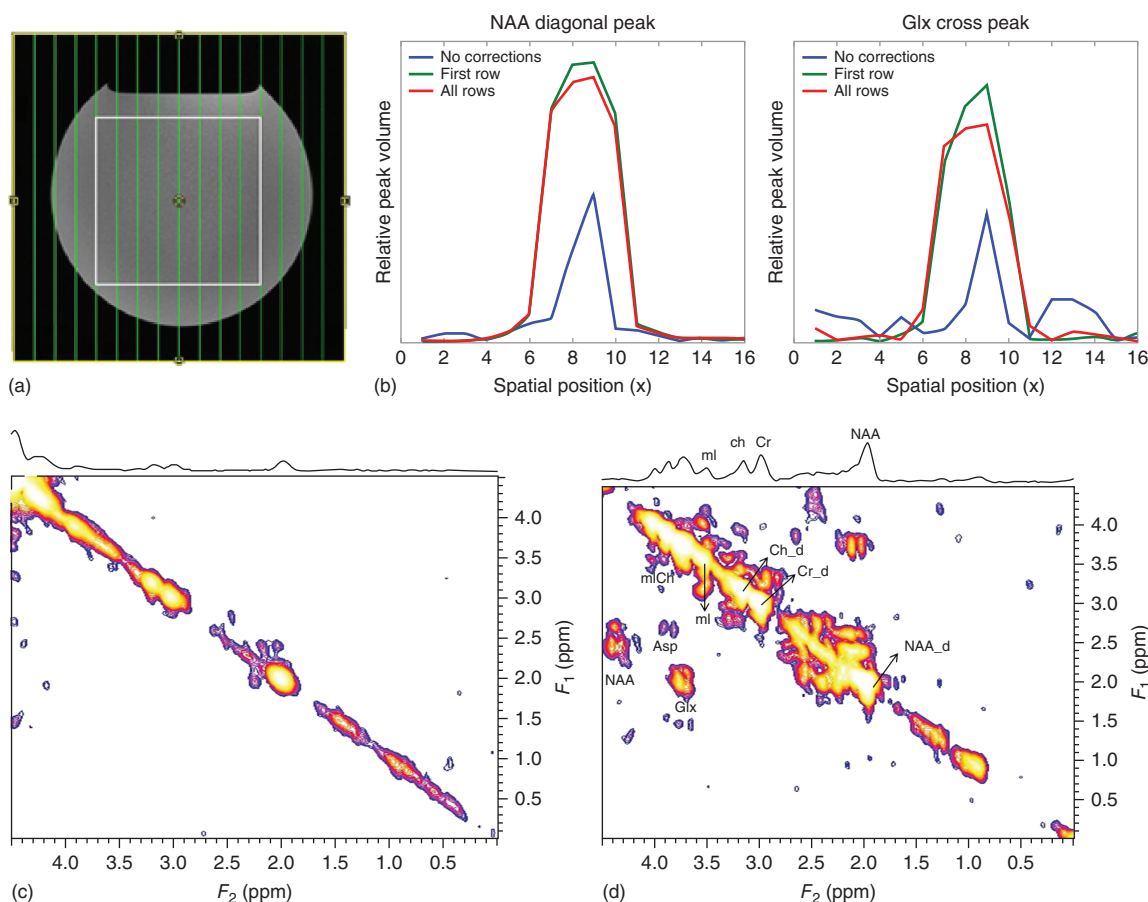 (a)
(b)
NAA diagonal peak
Relative peak volume
No corrections
First row
All rows
0 2 4 6 8 10 12 14 16
Spatial position (x)
Glx cross peak
Relative peak volume
No corrections
First row
All rows
0 2 4 6 8 10 12 14 16
Spatial position (x)
4.0
3.5
3.0
2.5
2.0
1.5
1.0
0.5
F1 (ppm)
4.0 3.5 3.0 2.5 2.0 1.5 1.0 0.5
F2 (ppm)
(c)
ml
ch
Cr
NAA
mlCh
Ch_d
Cr_d
ml
Asp
NAA
Glx
NAA_d
4.0
3.5
3.0
2.5
2.0
1.5
1.0
0.5
F1 (ppm)
4.0 3.5 3.0 2.5 2.0 1.5 1.0 0.5
F2 (ppm)
(d)